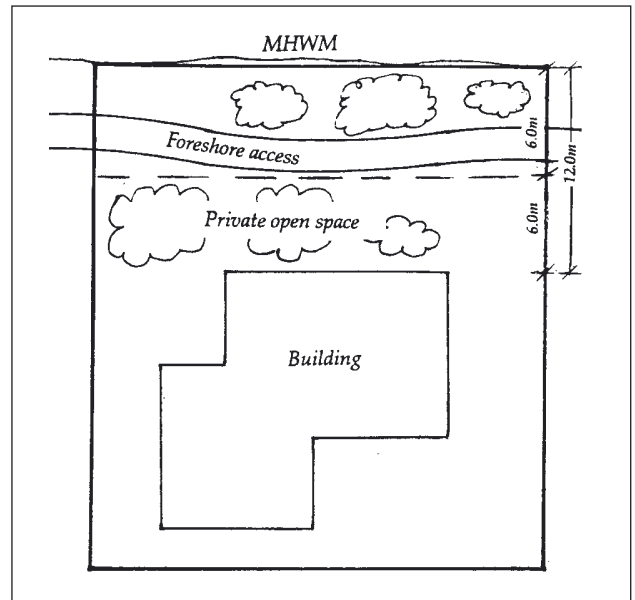 MHWM
Foreshore access
6.0m
12.0m
Private open space
6.0m
Building